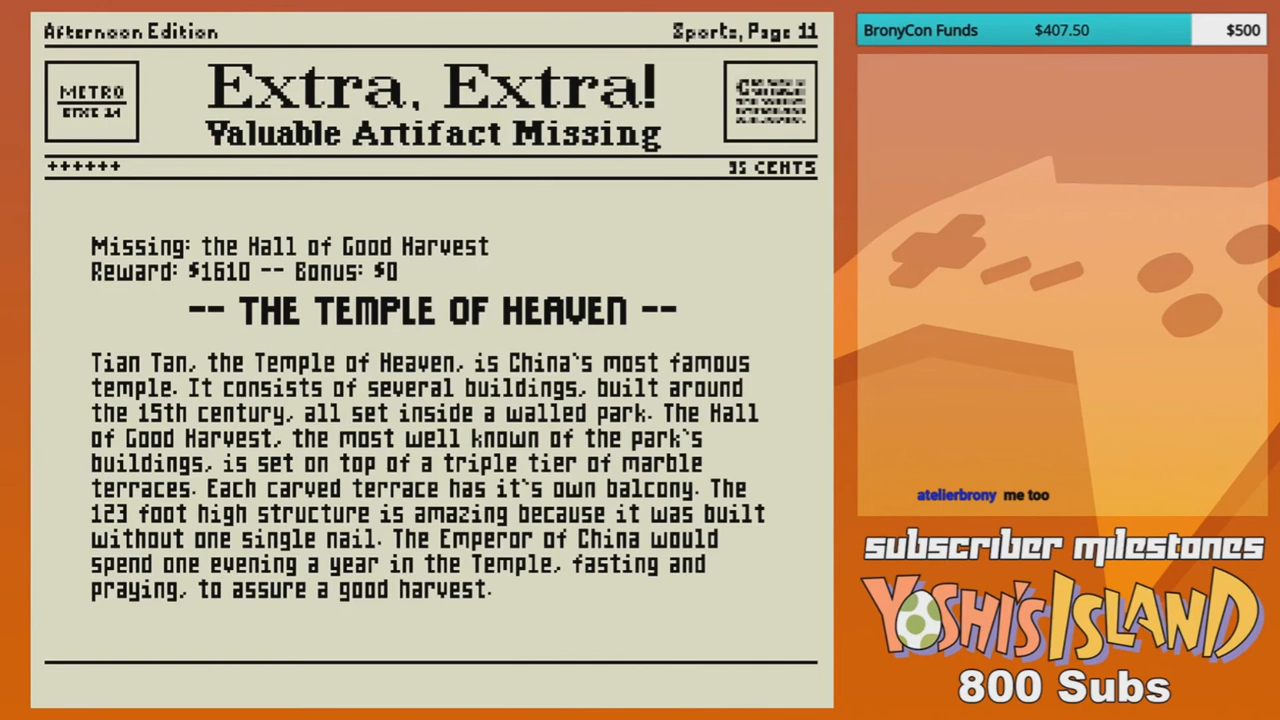 Afternoon Edition
Sports, Page 11
METRO
Extra, Extra!
Valuable Artifact Missing
++++++
35 CENTS
Missing: the Hall of Good Harvest
Reward: $1610 -- Bonus: $0
-- THE TEMPLE OF HEAVEN --
Tian Tan, the Temple of Heaven, is China's most famous
temple. It consists of several buildings, built around
the 15th century, all set inside a walled park. The Hall
of Good Harvest, the most well known of the park's
buildings, is set on top of a triple tier of marble
terraces. Each carved terrace has it's own balcony. The
123 foot high structure is amazing because it was built
without one single nail. The Emperor of China would
spend one evening a year in the Temple, fasting and
praying, to assure a good harvest.
BronyCon Funds $407.50 $500
atelierbrony me too
subscriber milestones
YOSHI'S ISLAND
800 Subs